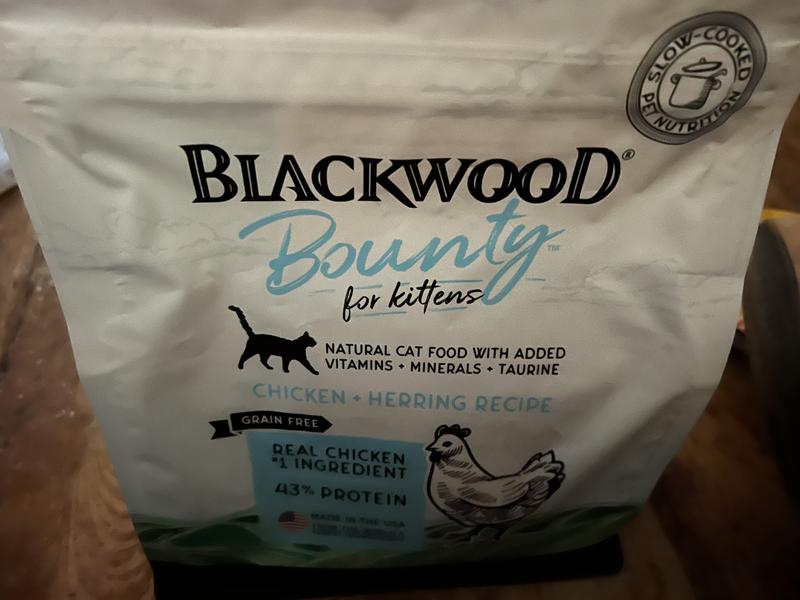 SLOW-COOKED
PET NUTRITION
BLACKWOOD®
Bounty™
for kittens
NATURAL CAT FOOD WITH ADDED
VITAMINS + MINERALS + TAURINE
CHICKEN + HERRING RECIPE
GRAIN FREE
REAL CHICKEN
#1 INGREDIENT
43% PROTEIN
MADE IN THE USA